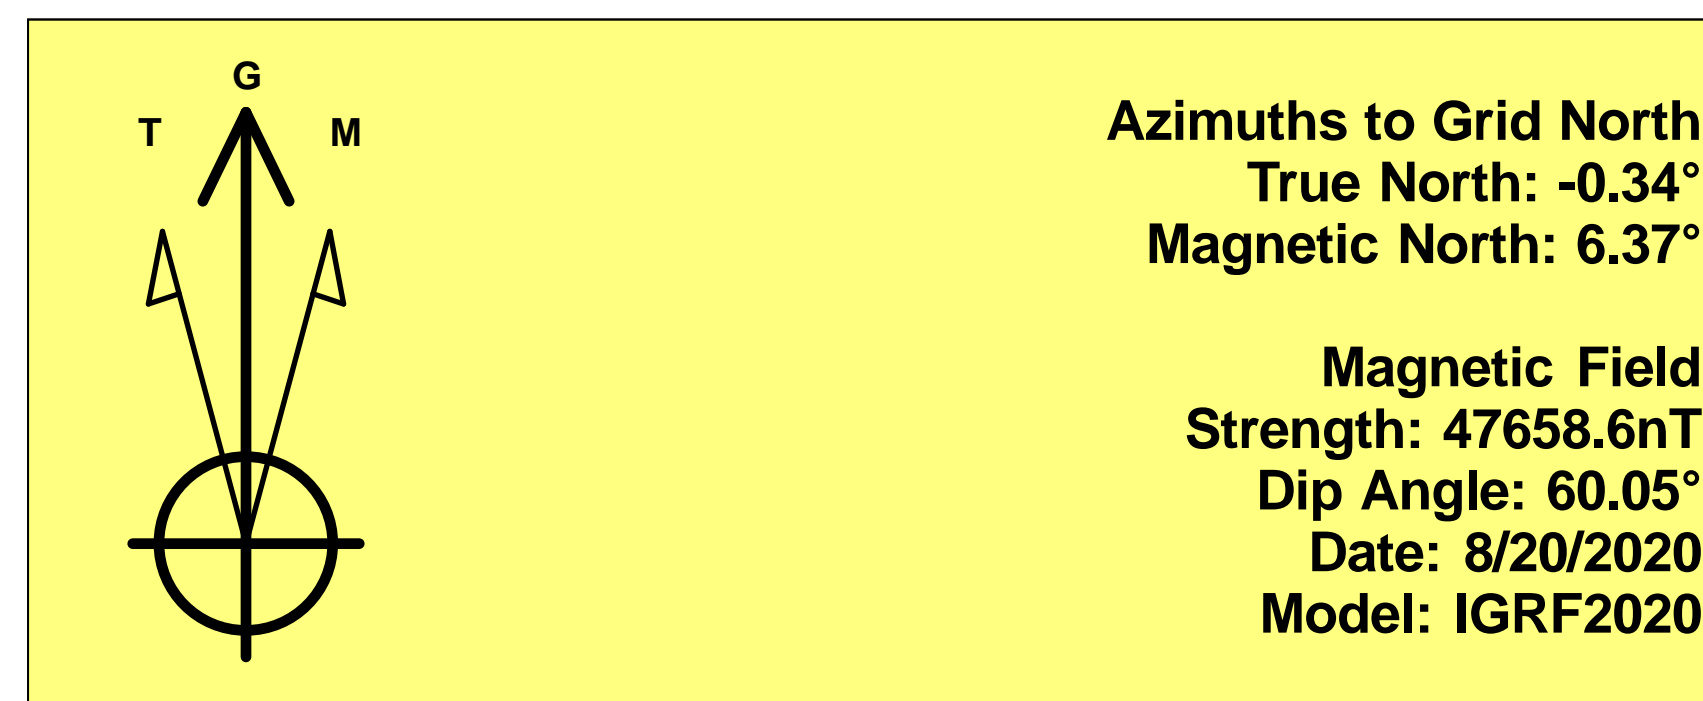 G
T
M
Azimuths to Grid North
True North: -0.34°
Magnetic North: 6.37°
Magnetic Field
Strength: 47658.6nT
Dip Angle: 60.05°
Date: 8/20/2020
Model: IGRF2020